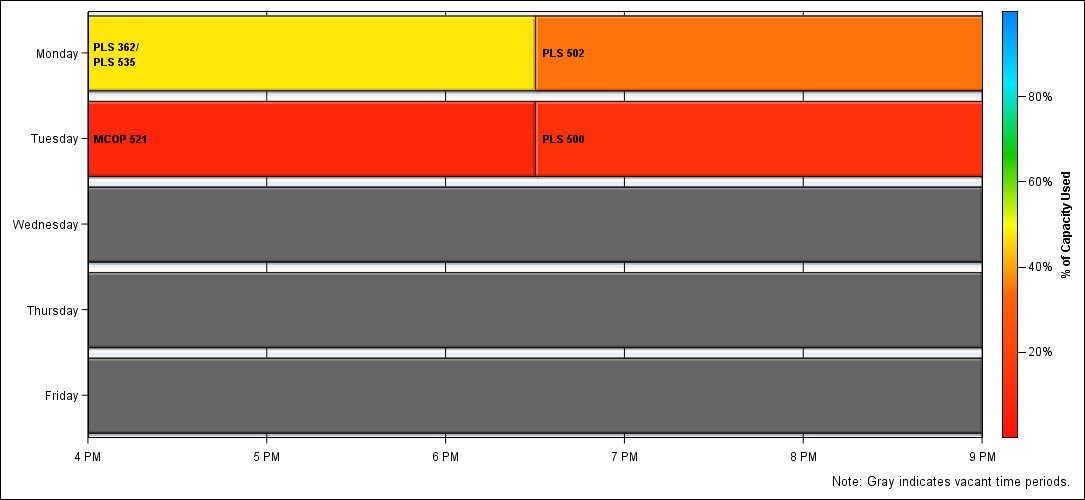 Monday
PLS 362/
PLS 535
PLS 502
Tuesday
MCOP 521
PLS 500
Wednesday
Thursday
Friday
4 PM
5 PM
6 PM
7 PM
8 PM
9 PM
80%
60%
40%
20%
% of Capacity Used
Note: Gray indicates vacant time periods.